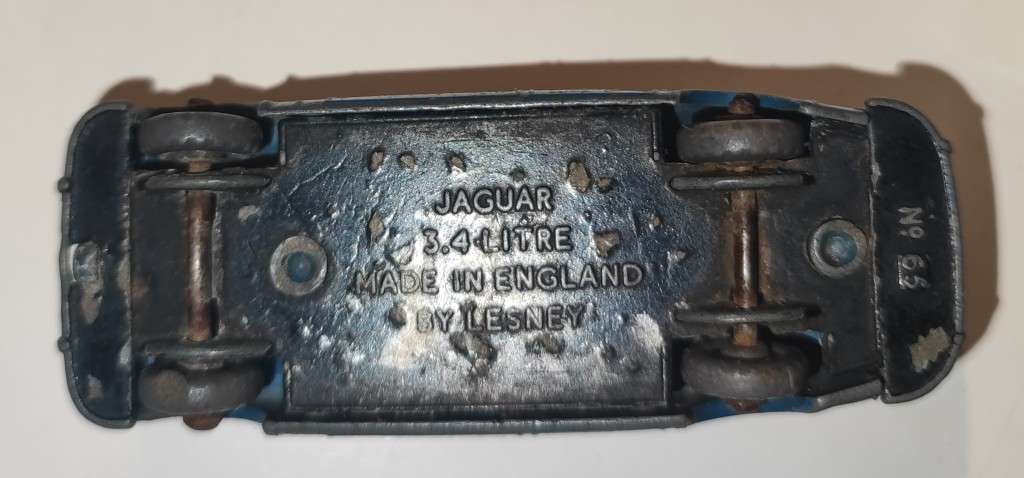 JAGUAR
3.4 LITRE
MADE IN ENGLAND
BY LESNEY
Nº 65